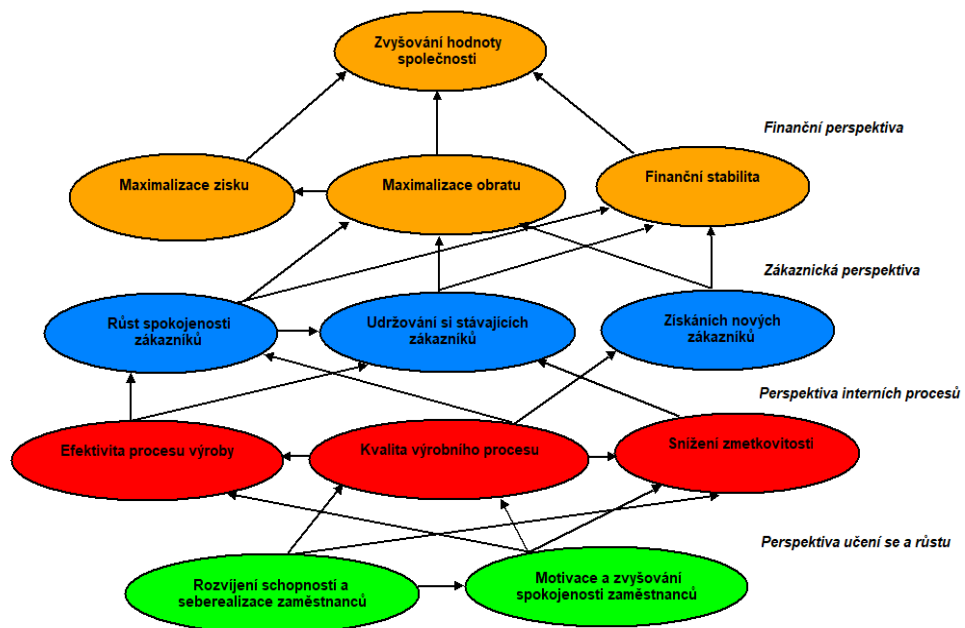 Zvyšování hodnoty
společnosti
Finanční perspektiva
Maximalizace zisku
Maximalizace obratu
Finanční stabilita
Zákaznická perspektiva
Růst spokojenosti
zákazníků
Udržování si stávajících
zákazníků
Získáních nových
zákazníků
Perspektiva interních procesů
Efektivita procesu výroby
Kvalita výrobního procesu
Snížení zmetkovitosti
Perspektiva učení se a růstu
Rozvíjení schopností a
seberealizace zaměstnanců
Motivace a zvyšování
spokojenosti zaměstnanců